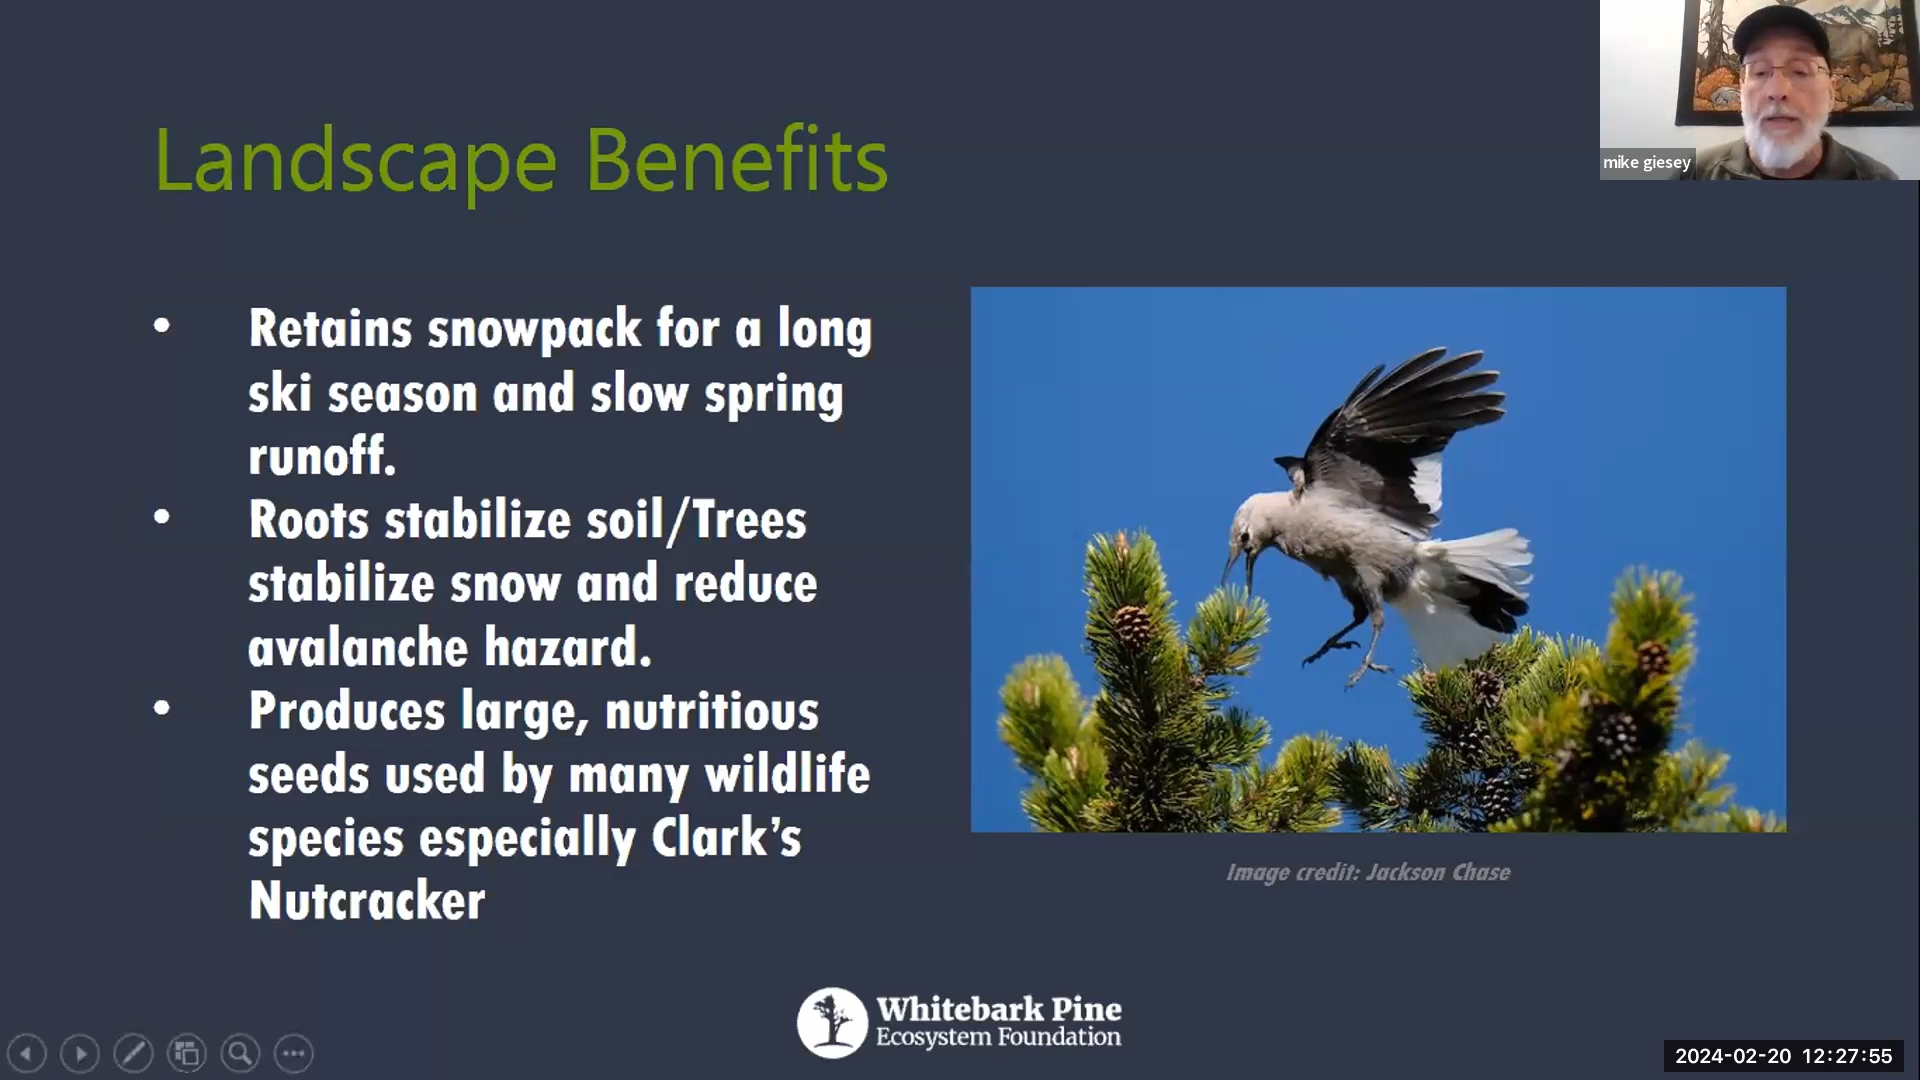 mike giesey
Landscape Benefits
• Retains snowpack for a long
ski season and slow spring
runoff.
• Roots stabilize soil/Trees
stabilize snow and reduce
avalanche hazard.
• Produces large, nutritious
seeds used by many wildlife
species especially Clark’s
Nutcracker
Image credit: Jackson Chase
Whitebark Pine
Ecosystem Foundation
2024-02-20 12:27:55